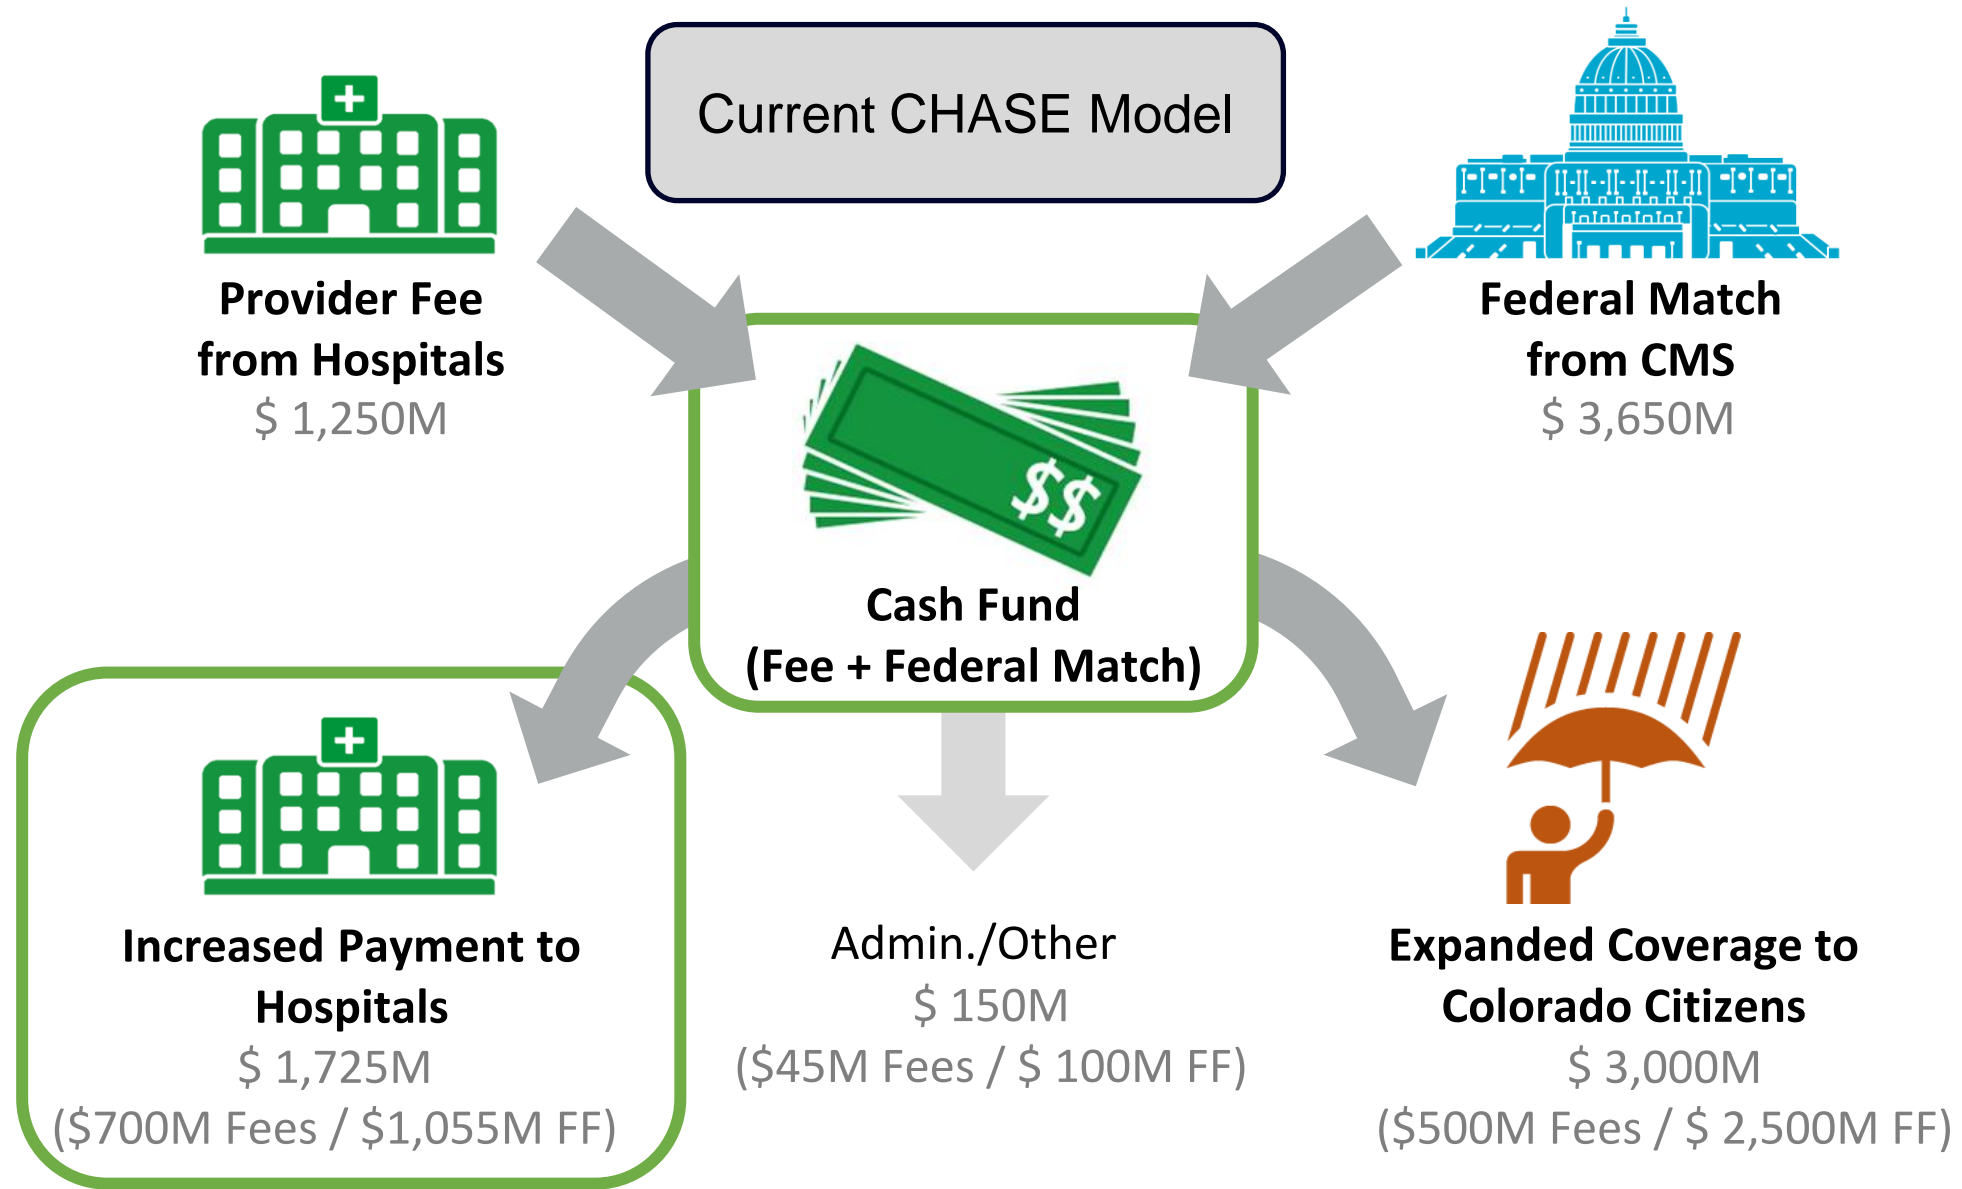 Current CHASE Model
Provider Fee
from Hospitals
$ 1,250M
Federal Match
from CMS
$ 3,650M
$$
Cash Fund
(Fee + Federal Match)
Increased Payment to
Hospitals
$ 1,725M
($700M Fees / $1,055M FF)
Admin./Other
$ 150M
($45M Fees / $ 100M FF)
Expanded Coverage to
Colorado Citizens
$ 3,000M
($500M Fees / $ 2,500M FF)